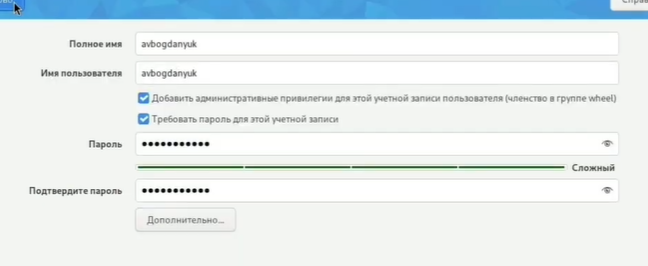 Полное имя avbogdanyuk
Имя пользователя avbogdanyuk
Добавить административные привилегии для этой учетной записи пользователя (членство в группе wheel)
Требовать пароль для этой учетной записи
Пароль •••••••••••
Сложный
Подтвердите пароль •••••••••••
Дополнительно...